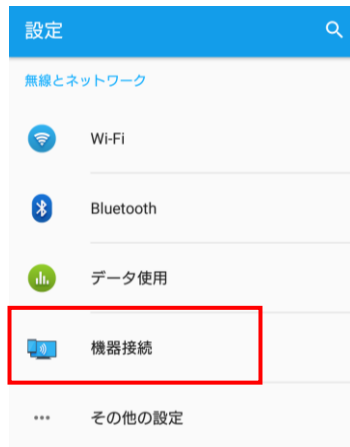 設定
無線とネットワーク
Wi-Fi
Bluetooth
データ使用
機器接続
その他の設定